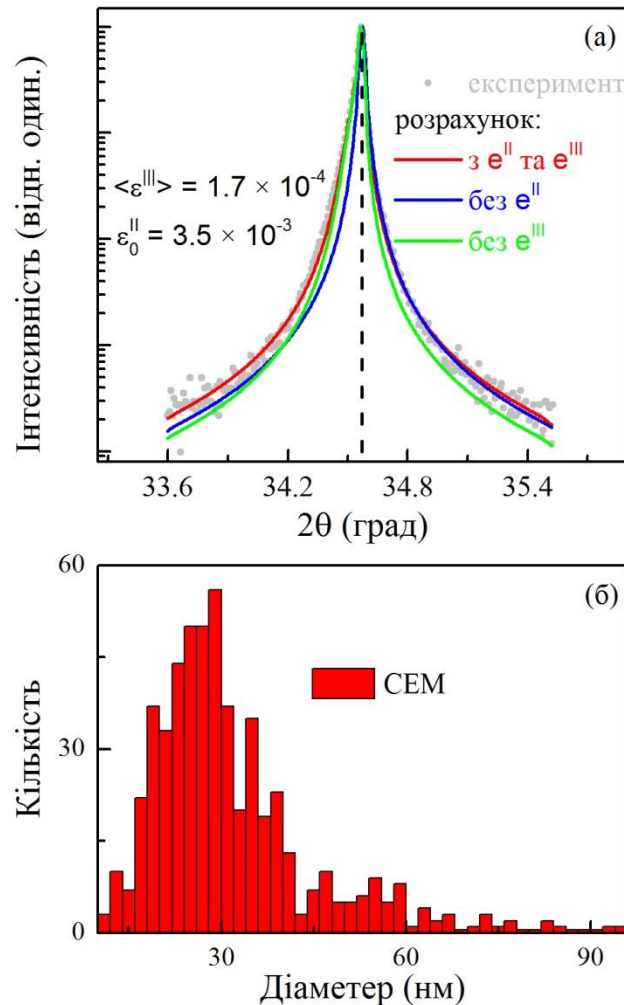 (а)
експеримент
розрахунок:
з e^II та e^III
без e^II
без e^III
<ε^III> = 1.7 × 10^-4
ε_0^II = 3.5 × 10^-3
Інтенсивність (відн. один.)
33.6 34.2 34.8 35.4
2θ (град)
(б)
60
СЕМ
30
0
Кількість
30 60 90
Діаметер (нм)